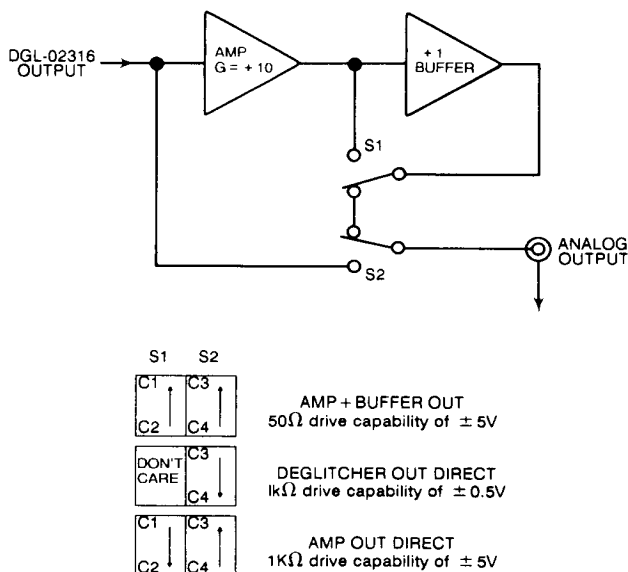 DGL-02316
OUTPUT
AMP
G = + 10
+ 1
BUFFER
S1
S2
ANALOG
OUTPUT
S1 S2
C1 C3
C2 C4
AMP + BUFFER OUT
50Ω drive capability of ± 5V
DON'T
CARE
C3
C4
DEGLITCHER OUT DIRECT
lkΩ drive capability of ± 0.5V
C1 C3
C2 C4
AMP OUT DIRECT
1KΩ drive capability of ± 5V